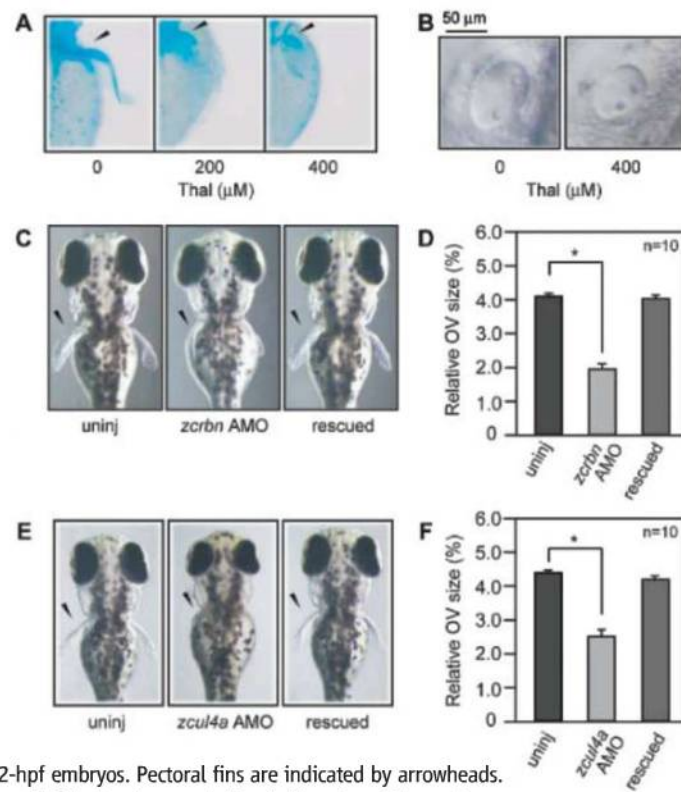 A
0
200
400
Thal (μM)
B
50 μm
0
400
Thal (μM)
C
uninj
zcrbn AMO
rescued
D
Relative OV size (%)
6.0
5.0
4.0
3.0
2.0
1.0
0
n=10
*
uninj
zcrbn
AMO
rescued
E
uninj
zcul4a AMO
rescued
F
Relative OV size (%)
6.0
5.0
4.0
3.0
2.0
1.0
0
n=10
*
uninj
zcul4a
AMO
rescued
2-hpf embryos. Pectoral fins are indicated by arrowheads.